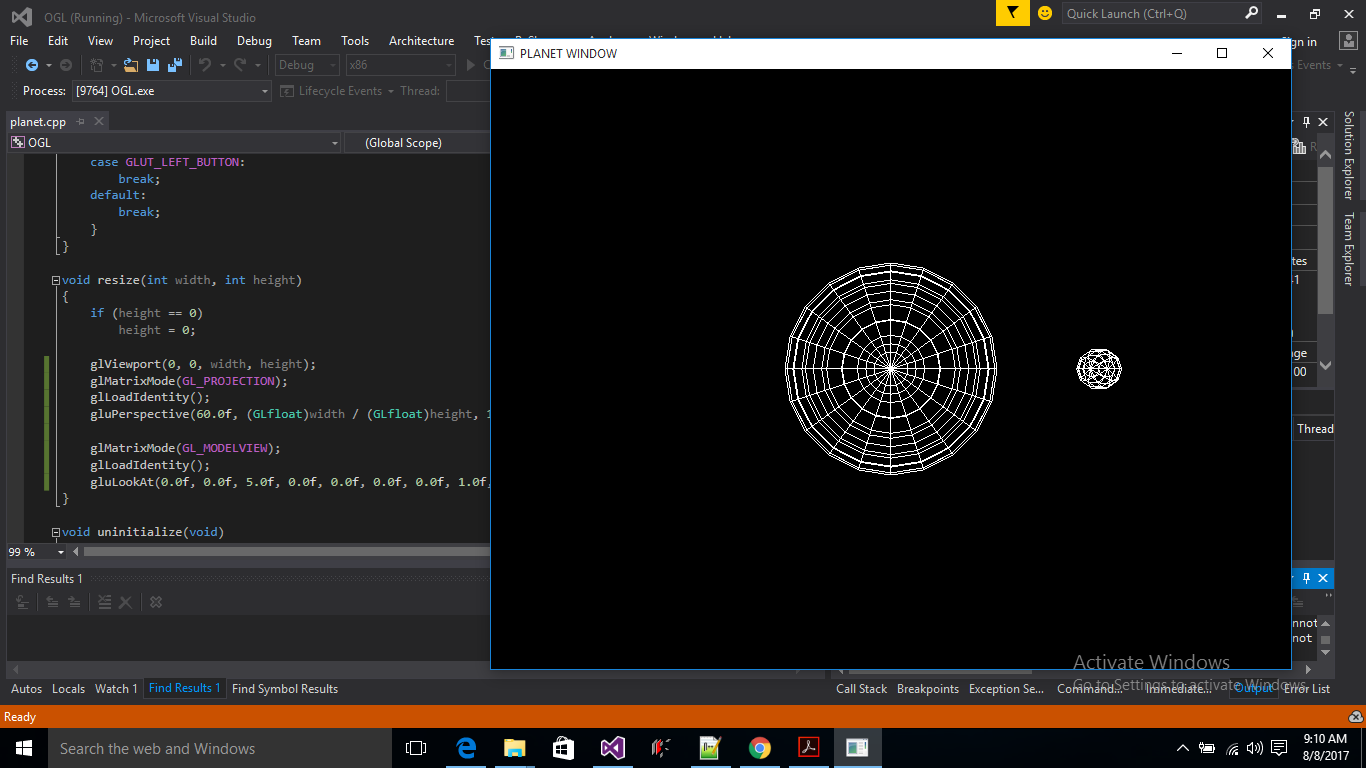 OGL (Running) - Microsoft Visual Studio
Quick Launch (Ctrl+Q)
File Edit View Project Build Debug Team Tools Architecture
PLANET WINDOW
Sign in
Debug x86
Events
Process: [9764] OGL.exe Lifecycle Events Thread:
planet.cpp
OGL (Global Scope)
case GLUT_LEFT_BUTTON:
break;
default:
break;
}
}
void resize(int width, int height)
{
if (height == 0)
height = 0;
glViewport(0, 0, width, height);
glMatrixMode(GL_PROJECTION);
glLoadIdentity();
gluPerspective(60.0f, (GLfloat)width / (GLfloat)height, 1
glMatrixMode(GL_MODELVIEW);
glLoadIdentity();
gluLookAt(0.0f, 0.0f, 5.0f, 0.0f, 0.0f, 0.0f, 0.0f, 1.0f,
}
void uninitialize(void)
99 %
Solution Explorer
Team Explorer
Thread
Find Results 1
Activate Windows
Go to Settings to activate Windows.
Autos Locals Watch 1 Find Results 1 Find Symbol Results
Call Stack Breakpoints Exception Se... Command... Immediate... Output Error List
Ready
Search the web and Windows
9:10 AM
8/8/2017